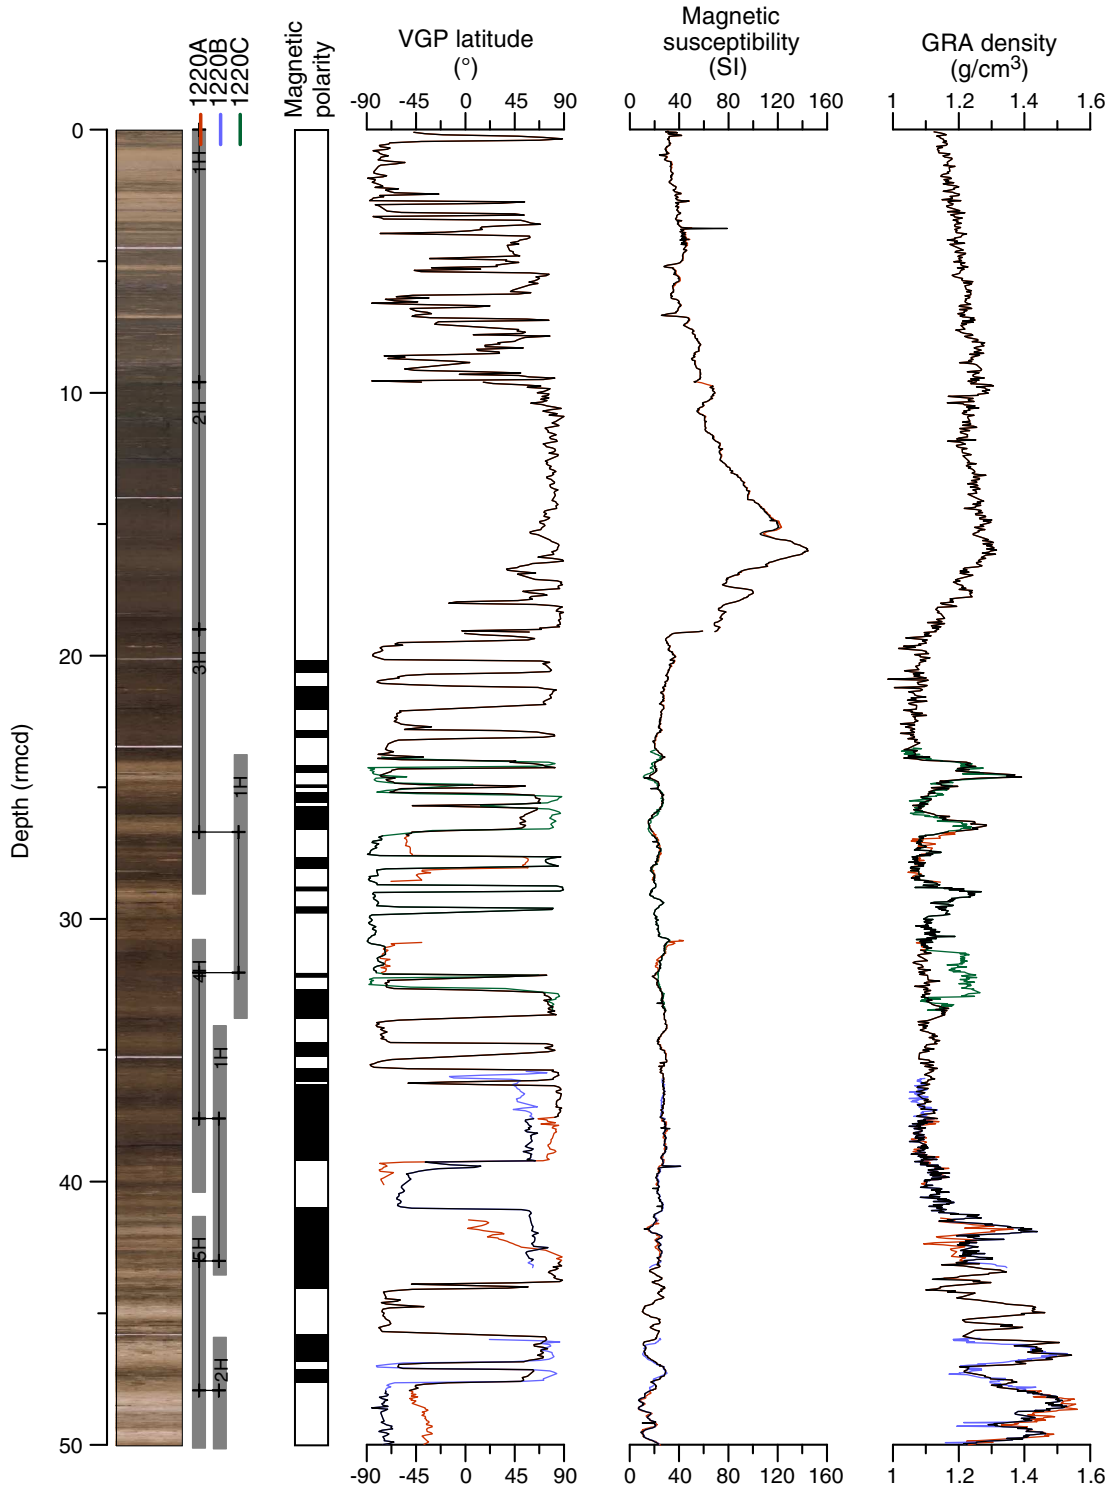 1220A
1220B
1220C
Magnetic
polarity
VGP latitude
(°)
Magnetic
susceptibility
(SI)
GRA density
(g/cm3)
-90 -45 0 45 90
0 40 80 120 160
1 1.2 1.4 1.6
Depth (rmcd)
0
10
20
30
40
50
1H
2H
3H
4H
5H
1H
2H
1H
-90 -45 0 45 90
0 40 80 120 160
1 1.2 1.4 1.6